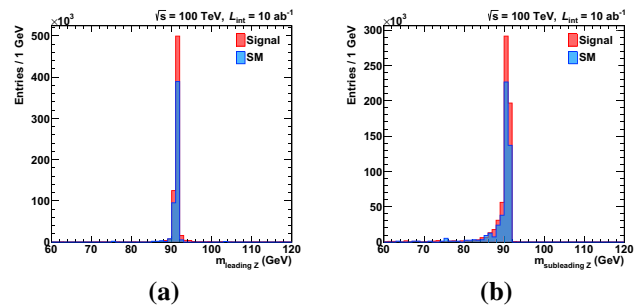 √s = 100 TeV, L_int = 10 ab⁻¹
×10³
Entries / 1 GeV
500
400
300
200
100
0
Signal
SM
60 70 80 90 100 110 120
m_leading Z (GeV)
(a)
√s = 100 TeV, L_int = 10 ab⁻¹
×10³
Entries / 1 GeV
300
250
200
150
100
50
0
Signal
SM
60 70 80 90 100 110 120
m_subleading Z (GeV)
(b)